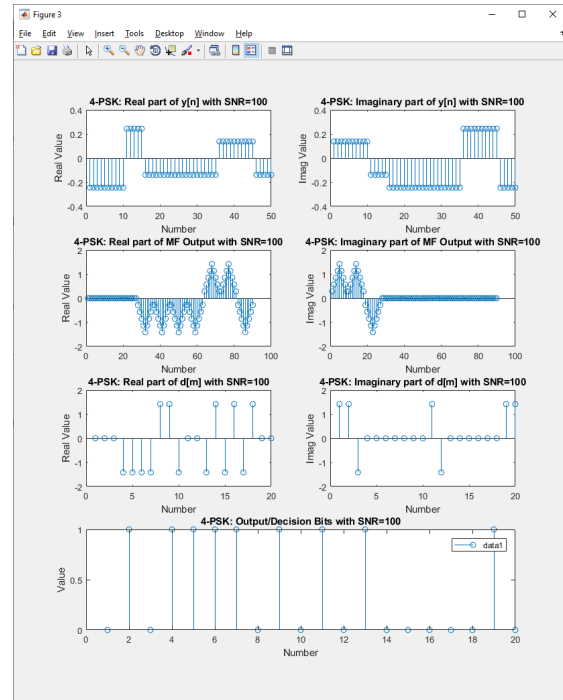 Figure 3
File Edit View Insert Tools Desktop Window Help
4-PSK: Real part of y[n] with SNR=100
0.4
0.2
0
-0.2
-0.4
Real Value
0 10 20 30 40 50
Number
4-PSK: Imaginary part of y[n] with SNR=100
0.4
0.2
0
-0.2
-0.4
Imag Value
0 10 20 30 40 50
Number
4-PSK: Real part of MF Output with SNR=100
2
1
0
-1
-2
Real Value
0 20 40 60 80 100
Number
4-PSK: Imaginary part of MF Output with SNR=100
2
1
0
-1
-2
Imag Value
0 20 40 60 80 100
Number
4-PSK: Real part of d[m] with SNR=100
2
1
0
-1
-2
Real Value
0 5 10 15 20
Number
4-PSK: Imaginary part of d[m] with SNR=100
2
1
0
-1
-2
Imag Value
0 5 10 15 20
Number
4-PSK: Output/Decision Bits with SNR=100
1
0.5
0
Value
data1
0 2 4 6 8 10 12 14 16 18 20
Number